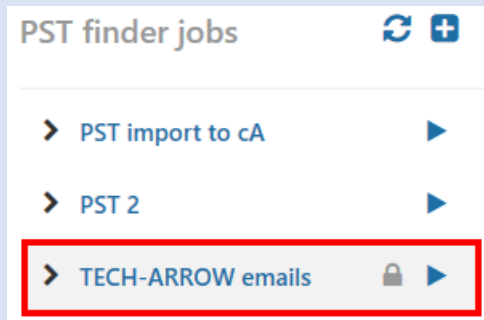 PST finder jobs
PST import to cA
PST 2
TECH-ARROW emails